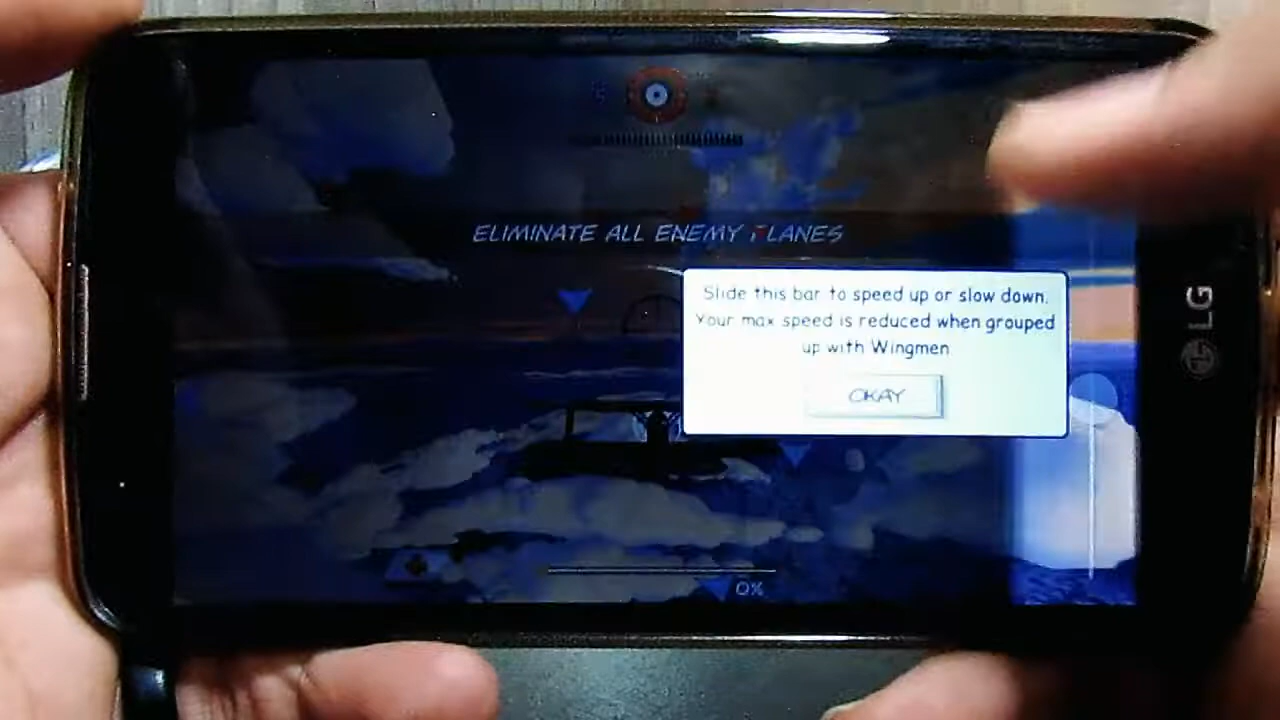 ELIMINATE ALL ENEMY PLANES
Slide this bar to speed up or slow down.
Your max speed is reduced when grouped
up with Wingmen
OKAY
0%
LG